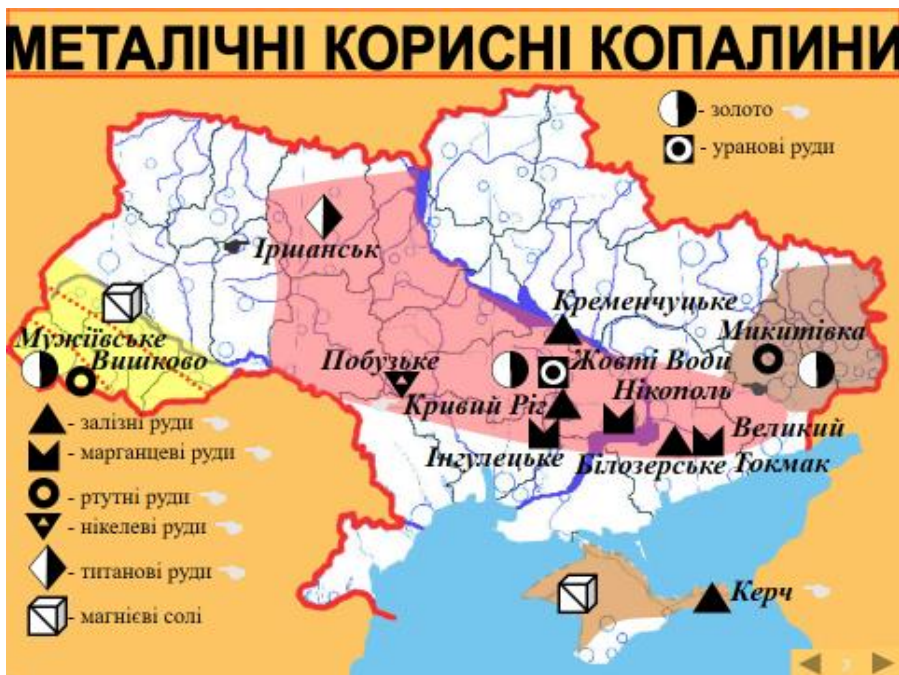 МЕТАЛІЧНІ КОРИСНІ КОПАЛИНИ
- золото
- уранові руди
Іршанськ
Кременчуцьке
Мужіївське
Микитівка
Вишково
Побузьке
Жовті Води
Нікополь
Кривий Ріг
- залізні руди
Великий
- марганцеві руди
Інгулецьке
Білозерське
Токмак
- ртутні руди
- нікелеві руди
- титанові руди
Керч
- магнієві солі